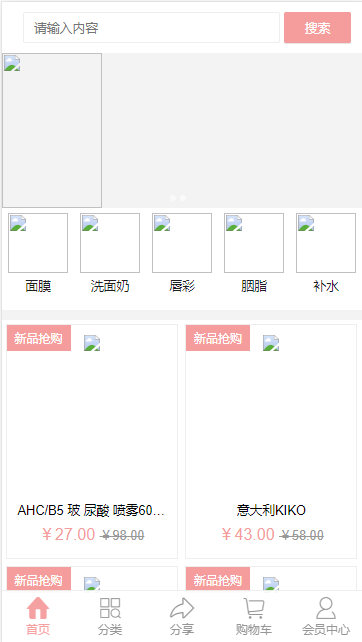 请输入内容 搜索
面膜 洗面奶 唇彩 胭脂 补水
新品抢购 新品抢购
AHC/B5 玻 尿酸 喷雾60... 意大利KIKO
￥27.00 ￥98.00 ￥43.00 ￥58.00
新品抢购 新品抢购
首页 分类 分享 购物车 会员中心